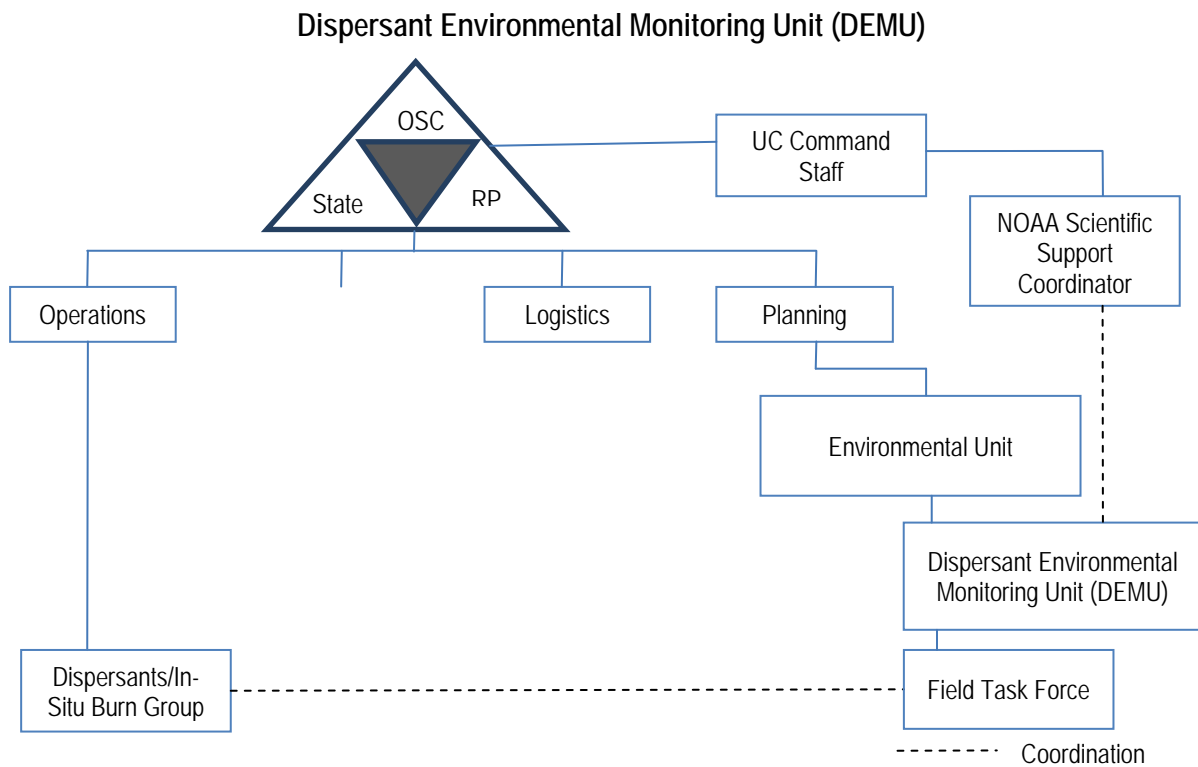 Dispersant Environmental Monitoring Unit (DEMU)
OSC
State
RP
UC Command
Staff
NOAA Scientific
Support
Coordinator
Operations
Logistics
Planning
Environmental Unit
Dispersant Environmental
Monitoring Unit (DEMU)
Dispersants/In-
Situ Burn Group
Field Task Force
Coordination